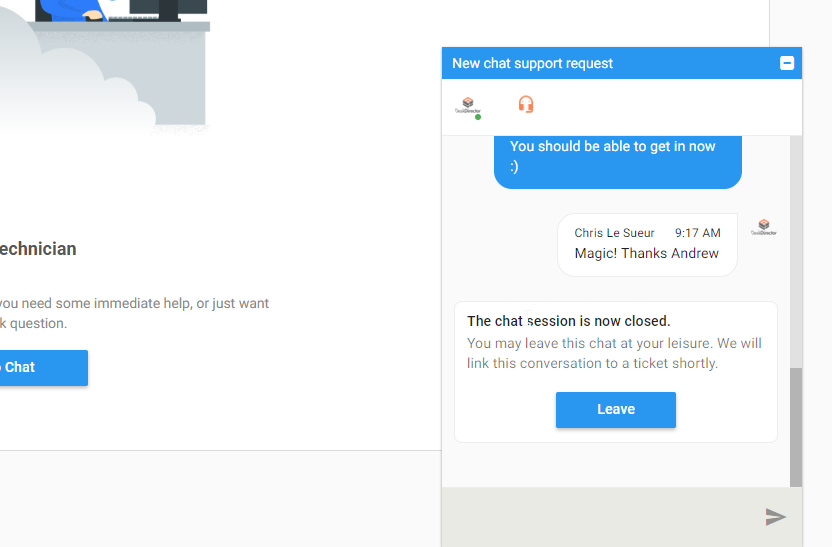 New chat support request
DeskDirector
You should be able to get in now
:)
Chris Le Sueur 9:17 AM
DeskDirector
Magic! Thanks Andrew
echnician
you need some immediate help, or just want
k question.
o Chat
The chat session is now closed.
You may leave this chat at your leisure. We will
link this conversation to a ticket shortly.
Leave